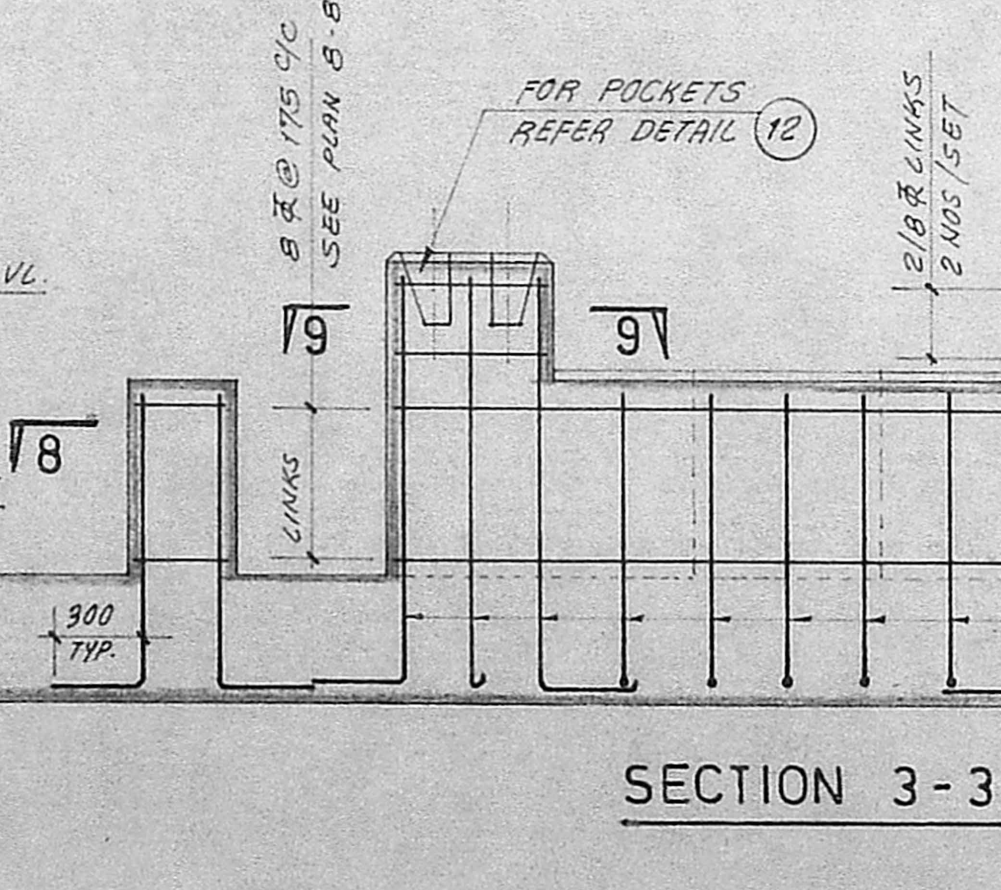 8 Ꞧ @ 175 C/C
SEE PLAN 8-8
FOR POCKETS
REFER DETAIL 12
2/8 Ꞧ LINKS
2 NOS/SET
VL.
9
9
8
LINKS
300
TYP.
SECTION 3-3